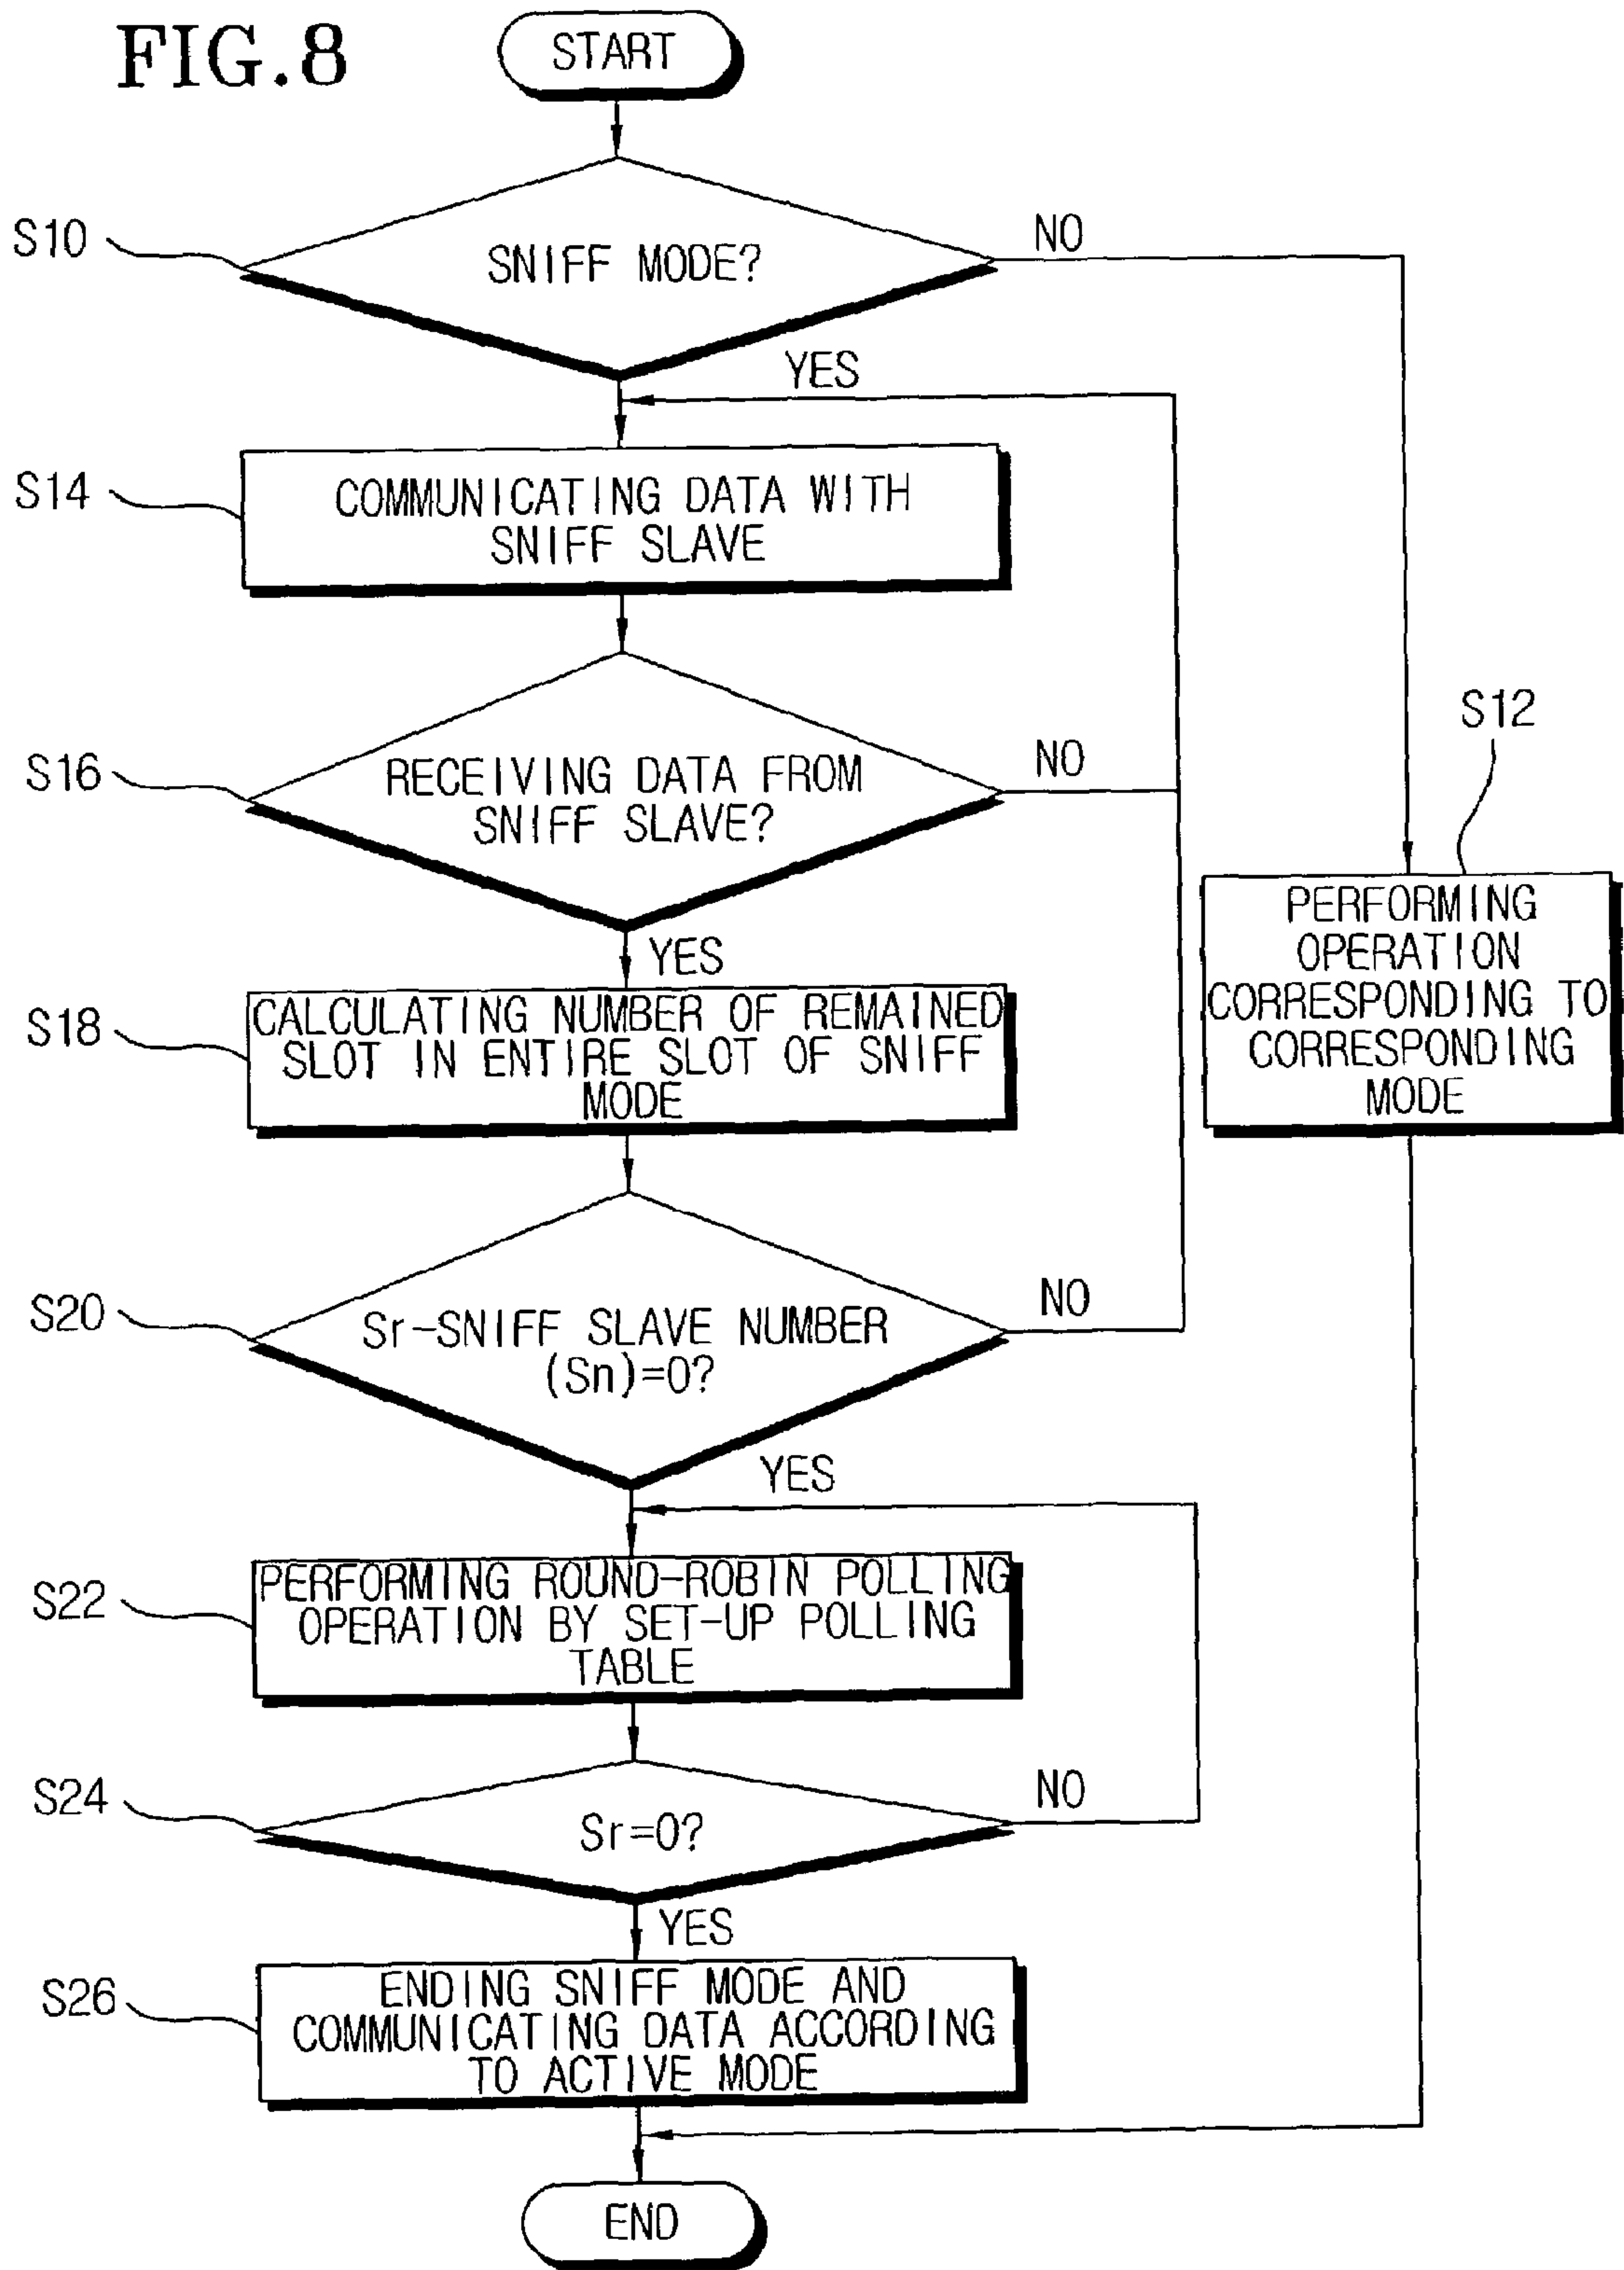 FIG.8
START
S10
SNIFF MODE?
NO
YES
S14
COMMUNICATING DATA WITH
SNIFF SLAVE
S16
RECEIVING DATA FROM
SNIFF SLAVE?
NO
S12
PERFORMING
OPERATION
CORRESPONDING TO
CORRESPONDING
MODE
YES
S18
CALCULATING NUMBER OF REMAINED
SLOT IN ENTIRE SLOT OF SNIFF
MODE
S20
Sr-SNIFF SLAVE NUMBER
(Sn)=0?
NO
YES
S22
PERFORMING ROUND-ROBIN POLLING
OPERATION BY SET-UP POLLING
TABLE
S24
Sr=0?
NO
YES
S26
ENDING SNIFF MODE AND
COMMUNICATING DATA ACCORDING
TO ACTIVE MODE
END